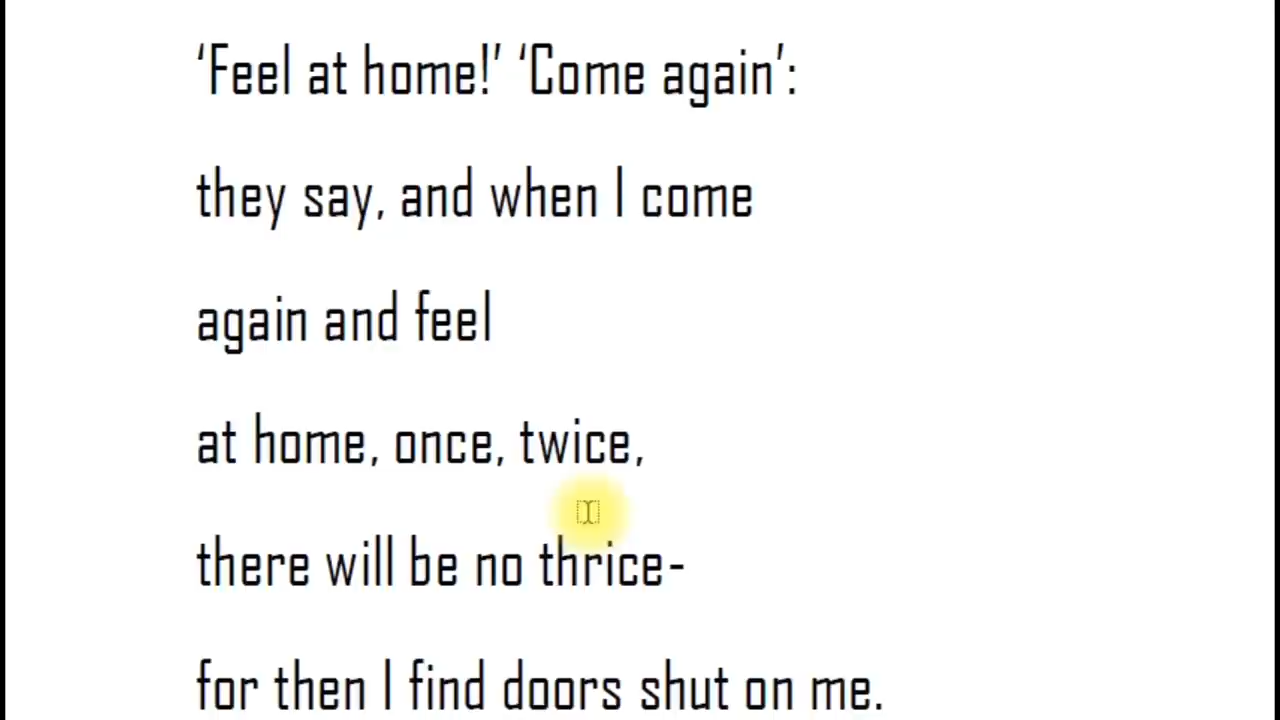 ‘Feel at home!’ ‘Come again’:
they say, and when I come
again and feel
at home, once, twice,
there will be no thrice-
for then I find doors shut on me.